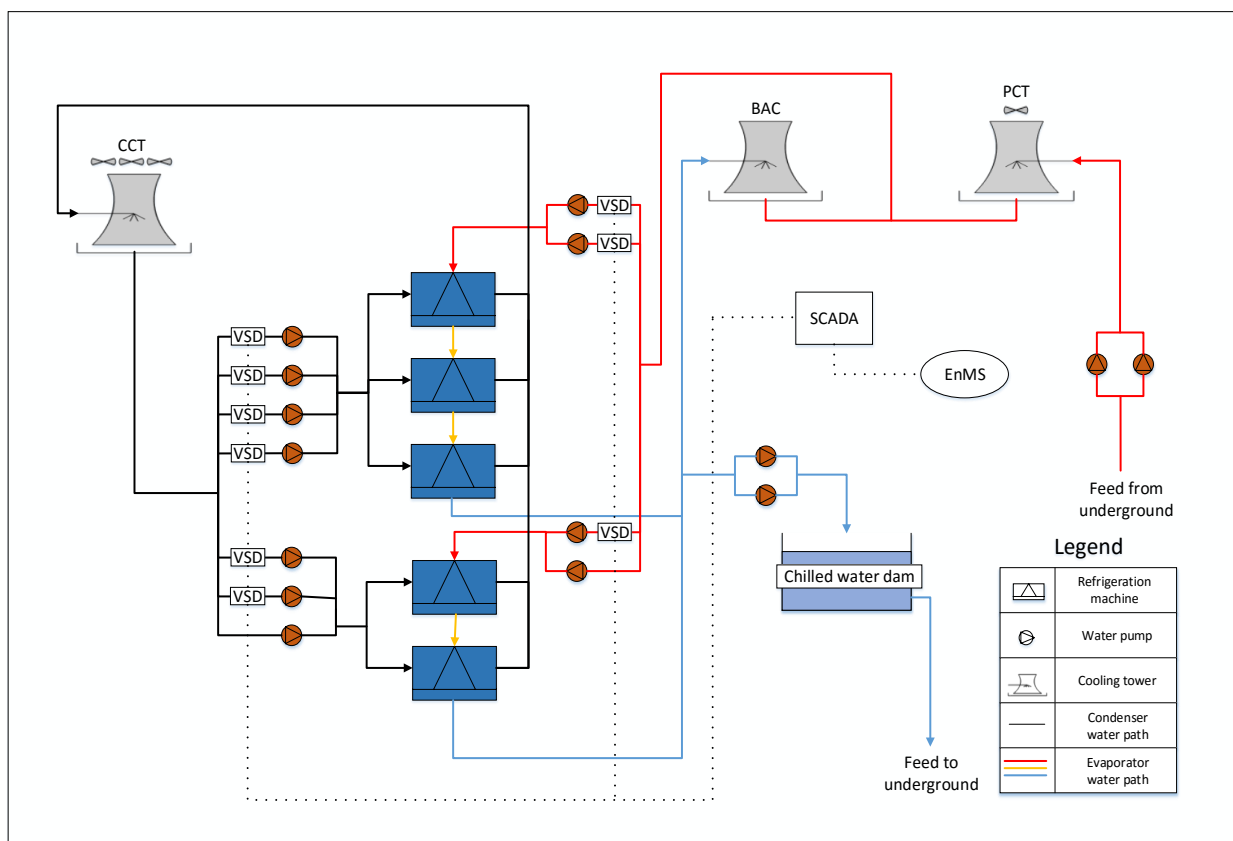 PCT
BAC
CCT
VSD
VSD
SCADA
VSD
VSD
VSD
VSD
EnMS
Feed from
underground
VSD
VSD
VSD
Chilled water dam
Feed to
underground
Legend
Refrigeration
machine
Water pump
Cooling tower
Condenser
water path
Evaporator
water path